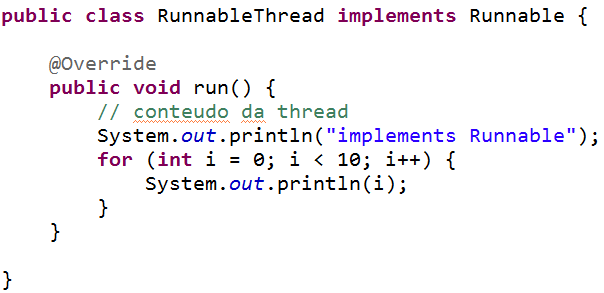 public class RunnableThread implements Runnable {
@Override
public void run() {
// conteudo da thread
System.out.println("implements Runnable");
for (int i = 0; i < 10; i++) {
System.out.println(i);
}
}
}